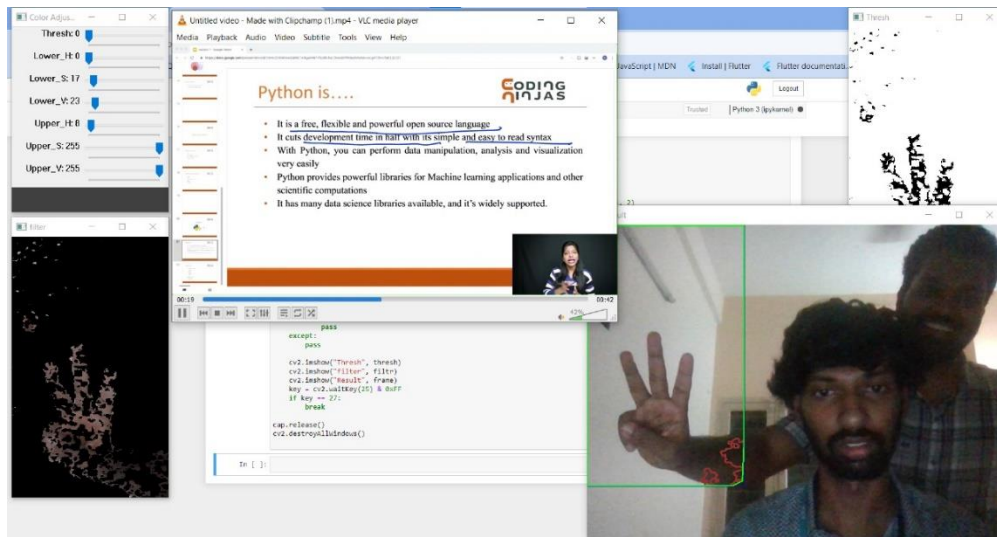 Color Adjus...
Thresh: 0
Lower_H: 0
Lower_S: 17
Lower_V: 23
Upper_H: 8
Upper_S: 255
Upper_V: 255
filter
Untitled video - Made with Clipchamp (1).mp4 - VLC media player
Media Playback Audio Video Subtitle Tools View Help
Python is....
CODING NINJAS
• It is a free, flexible and powerful open source language
• It cuts development time in half with its simple and easy to read syntax
• With Python, you can perform data manipulation, analysis and visualization
very easily
• Python provides powerful libraries for Machine learning applications and other
scientific computations
• It has many data science libraries available, and it's widely supported.
00:19
00:42
42%
JavaScript | MDN
Install | Flutter
Flutter documentati...
Logout
Trusted
Python 3 (ipykernel)
Thresh
2)
ult
pass
except:
pass
cv2.imshow("Thresh", thresh)
cv2.imshow("filter", filtr)
cv2.imshow("Result", frame)
key = cv2.waitKey(25) & 0xFF
if key == 27:
break
cap.release()
cv2.destroyAllWindows()
In [ ]: